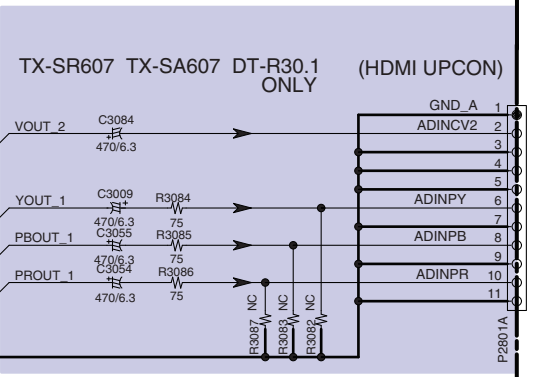 TX-SR607 TX-SA607 DT-R30.1 (HDMI UPCON)
ONLY
GND_A 1
VOUT_2 C3084 ADINCV2 2
470/6.3 3
4
5
YOUT_1 C3009 R3084 ADINPY 6
470/6.3 75 7
PBOUT_1 C3055 R3085 ADINPB 8
470/6.3 75 9
PROUT_1 C3054 R3086 ADINPR 10
470/6.3 75 11
R3087 NC
R3083 NC
R3082 NC
P2801A